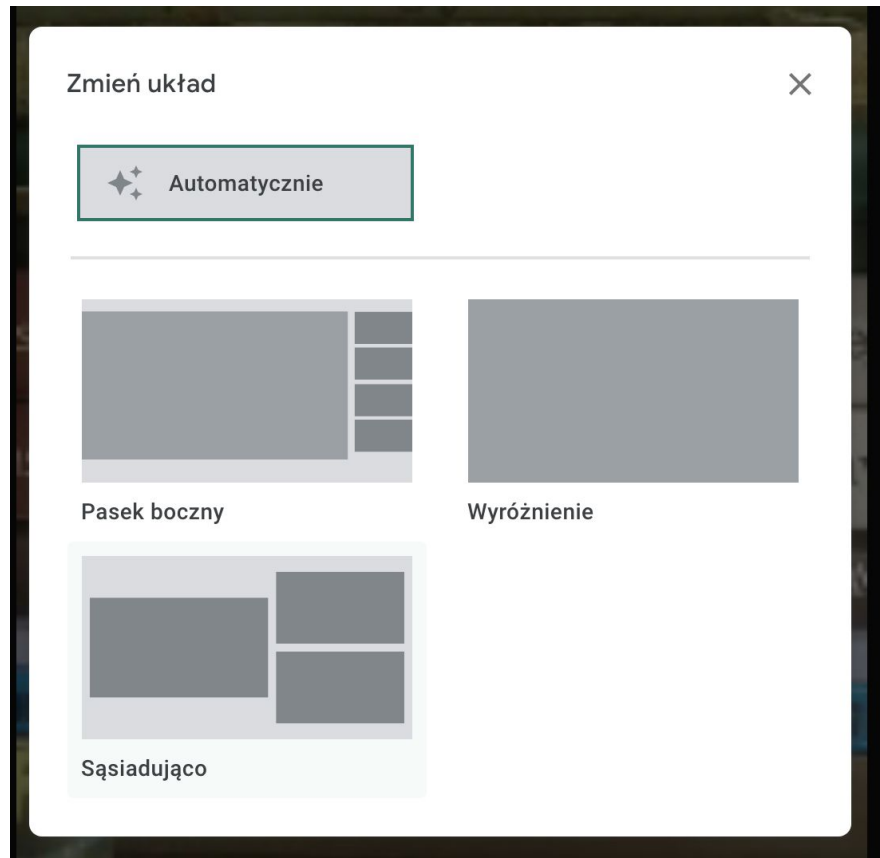 Zmień układ
Automatycznie
Pasek boczny
Wyróżnienie
Sąsiadująco